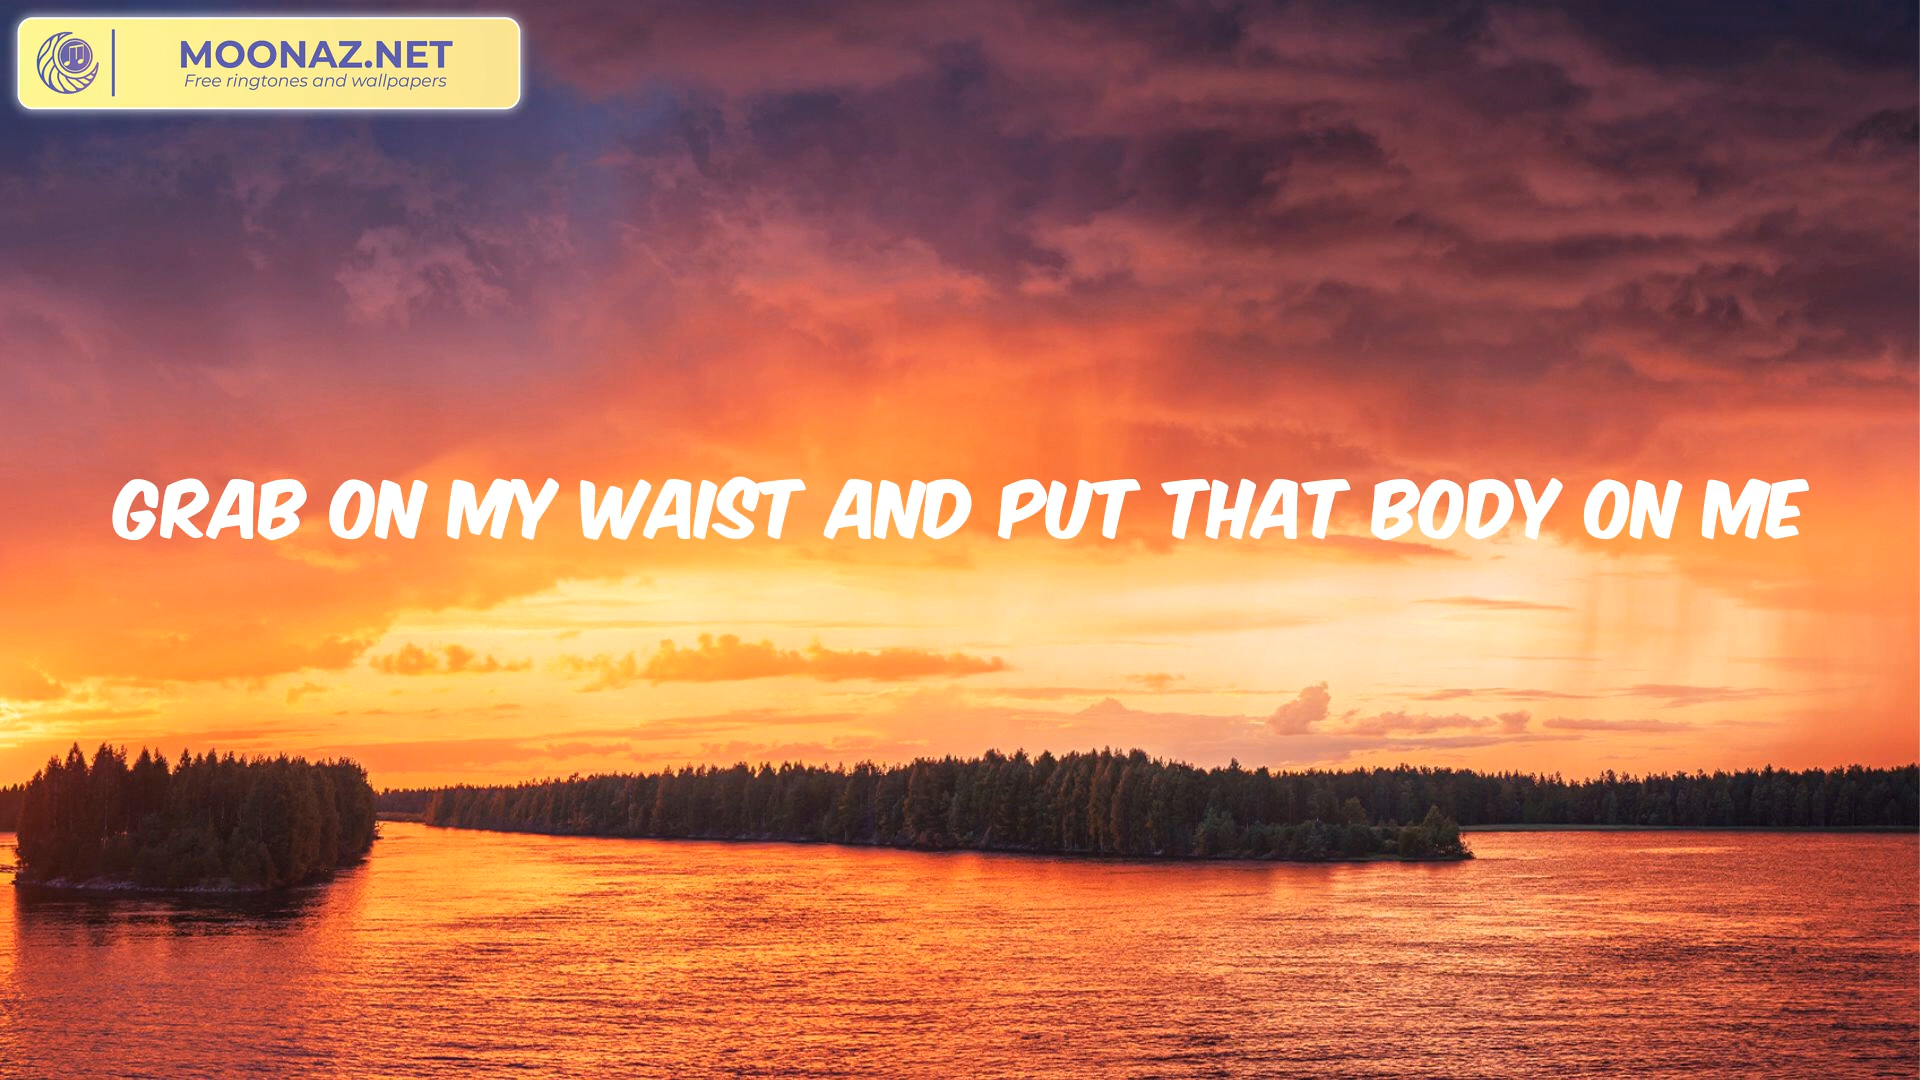 MOONAZ.NET
Free ringtones and wallpapers
GRAB ON MY WAIST AND PUT THAT BODY ON ME